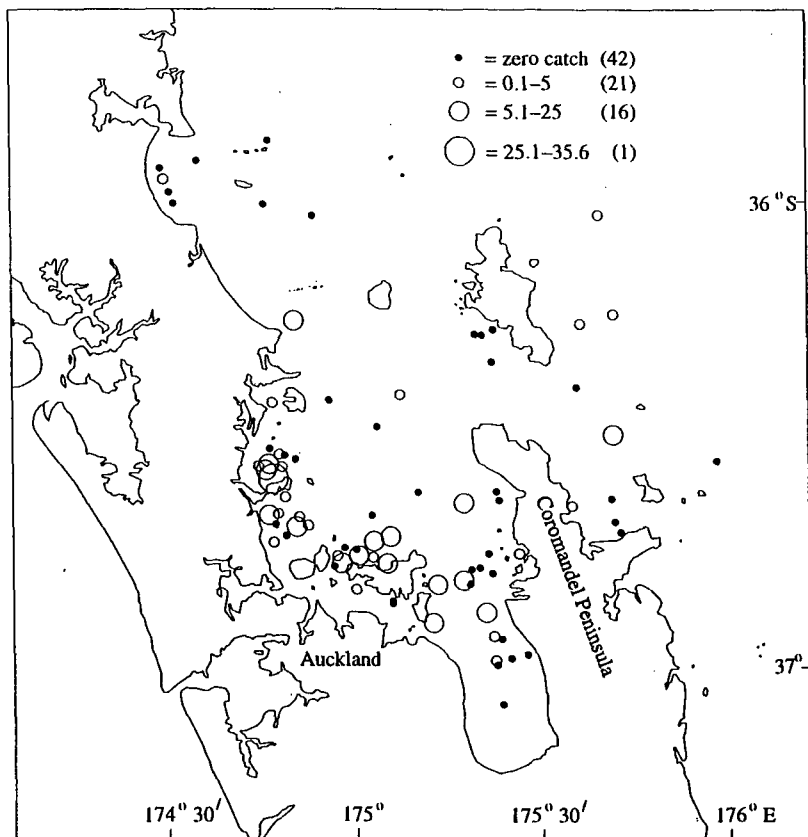 • = zero catch (42)
○ = 0.1–5 (21)
○ = 5.1–25 (16)
○ = 25.1–35.6 (1)
36° S
Coromandel Peninsula
Auckland
37°
174° 30′ 175° 175° 30′ 176° E